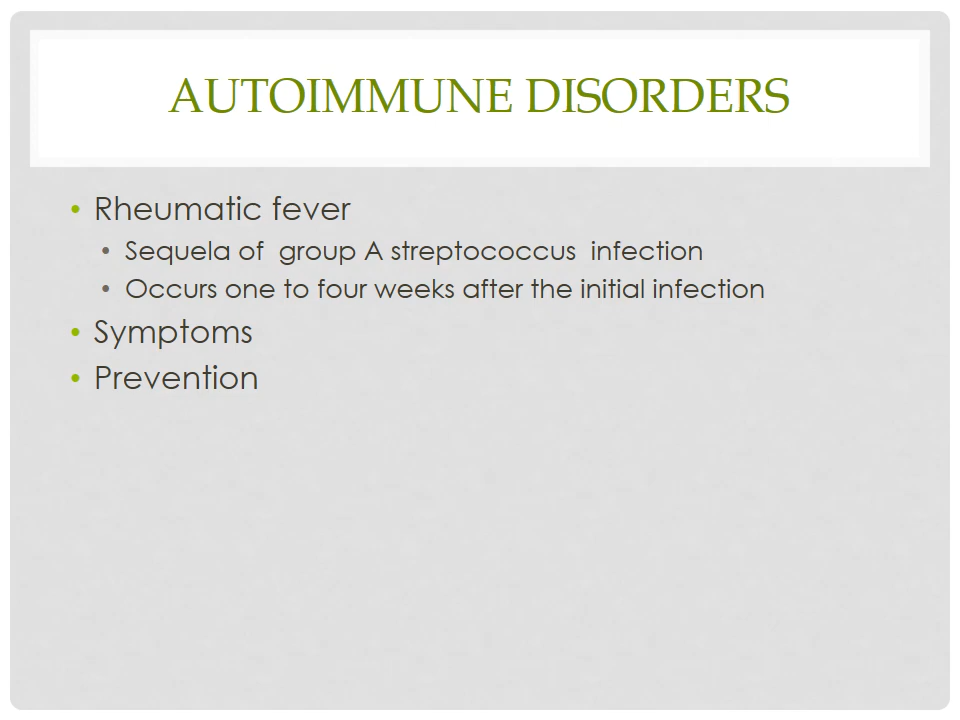 AUTOIMMUNE DISORDERS
• Rheumatic fever
• Sequela of  group A streptococcus  infection
• Occurs one to four weeks after the initial infection
• Symptoms
• Prevention